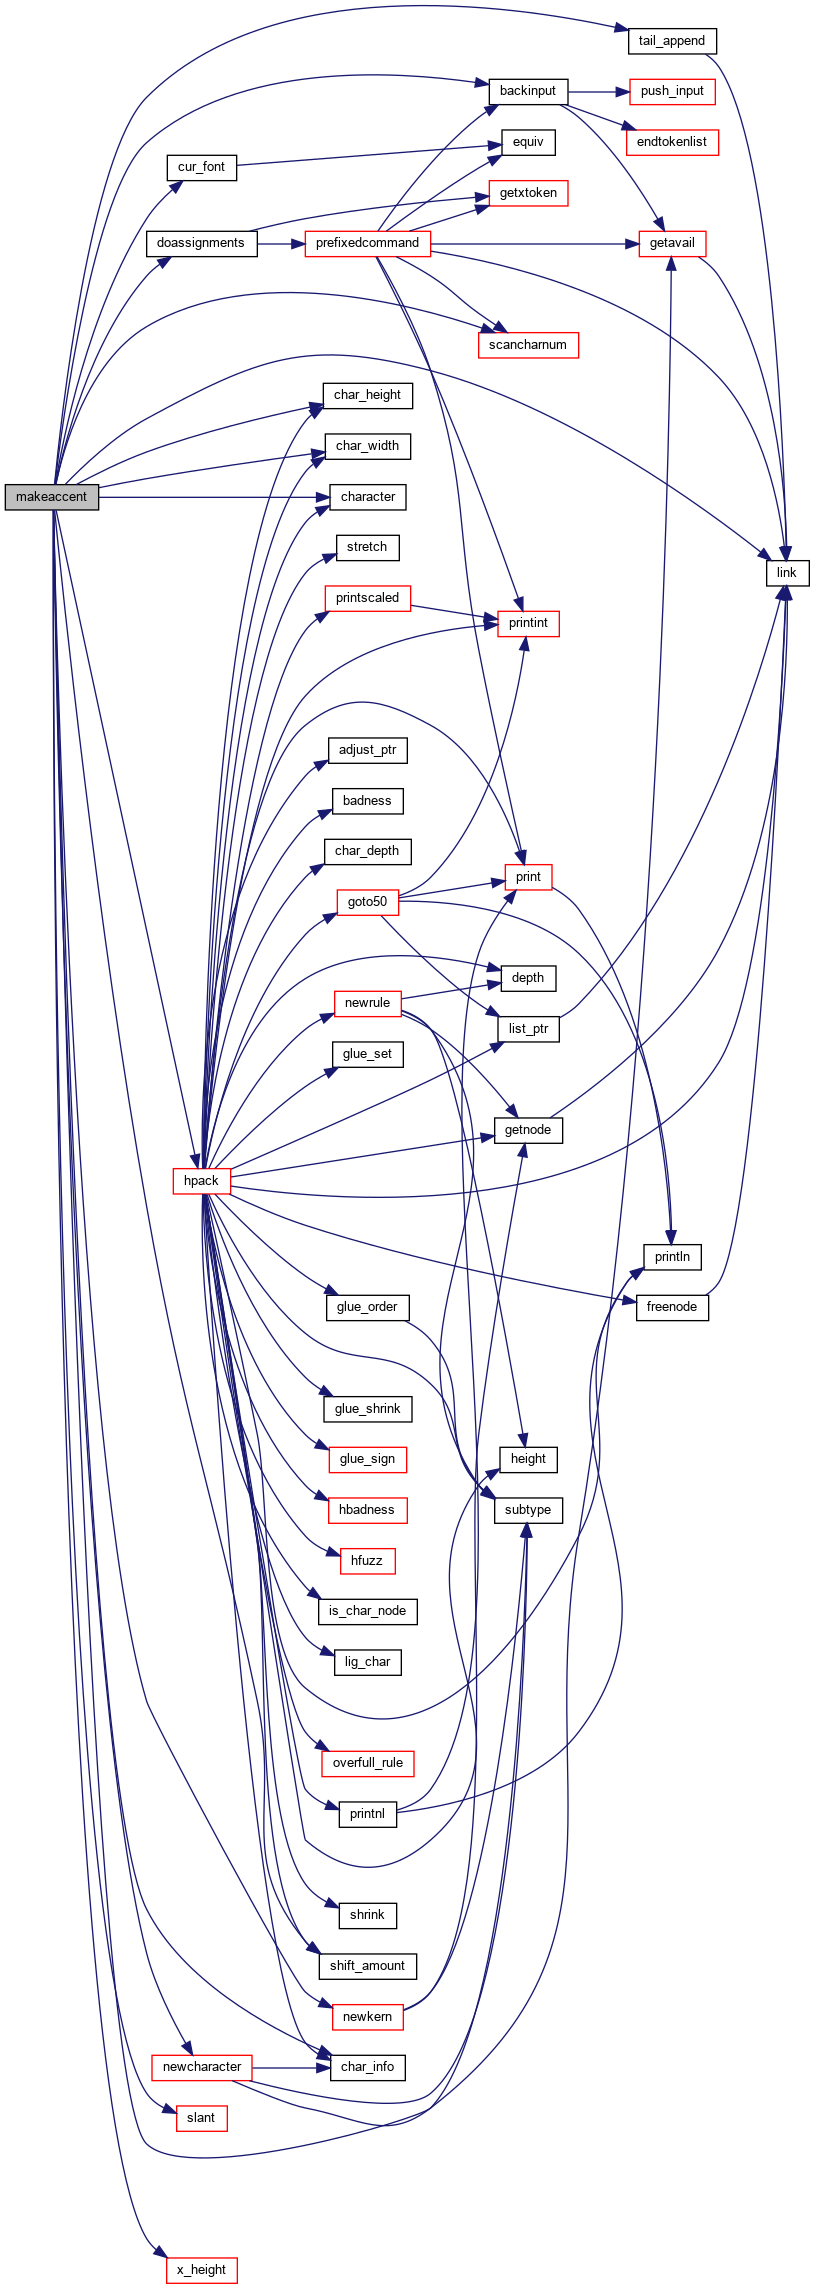 tail_append
backinput
push_input
equiv
endtokenlist
cur_font
getxtoken
doassignments
prefixedcommand
getavail
scancharnum
char_height
char_width
makeaccent
character
stretch
link
printscaled
printint
adjust_ptr
badness
char_depth
print
goto50
depth
newrule
list_ptr
glue_set
getnode
hpack
println
glue_order
freenode
glue_shrink
glue_sign
height
hbadness
subtype
hfuzz
is_char_node
lig_char
overfull_rule
printnl
shrink
shift_amount
newkern
newcharacter
char_info
slant
x_height